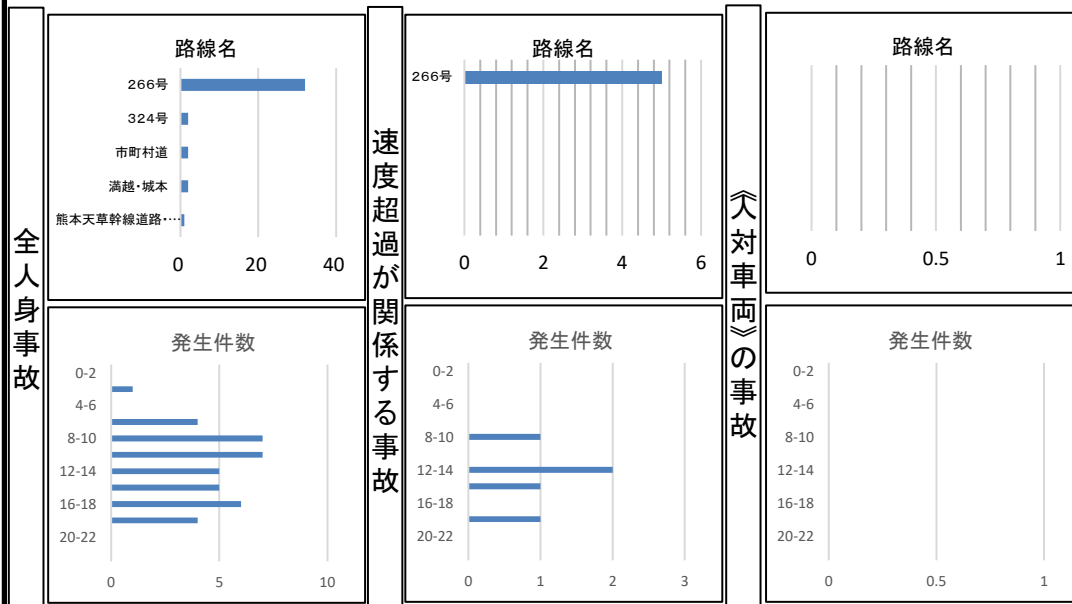 全人身事故
路線名
266号
324号
市町村道
満越・城本
熊本天草幹線道路・…
0 20 40
発生件数
0-2
4-6
8-10
12-14
16-18
20-22
0 5 10
速度超過が関係する事故
路線名
266号
0 2 4 6
発生件数
0-2
4-6
8-10
12-14
16-18
20-22
0 1 2 3
《人対車両》の事故
路線名
0 0.5 1
発生件数
0-2
4-6
8-10
12-14
16-18
20-22
0 0.5 1